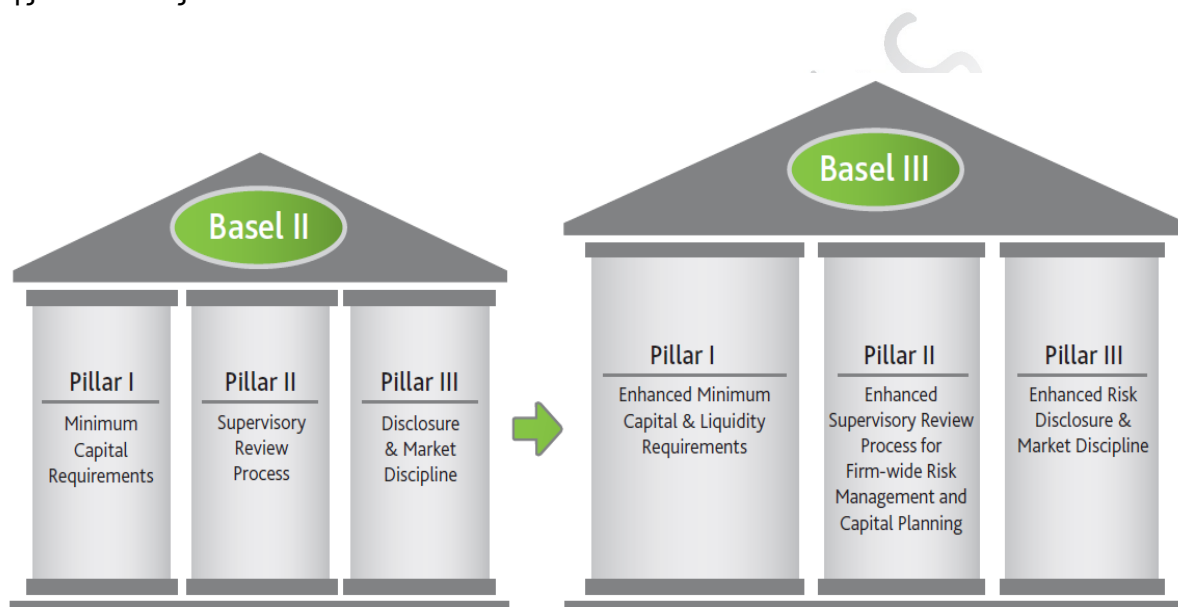 Basel II
Pillar I
Minimum
Capital
Requirements
Pillar II
Supervisory
Review
Process
Pillar III
Disclosure
& Market
Discipline
Basel III
Pillar I
Enhanced Minimum
Capital & Liquidity
Requirements
Pillar II
Enhanced
Supervisory Review
Process for
Firm-wide Risk
Management and
Capital Planning
Pillar III
Enhanced Risk
Disclosure &
Market Discipline